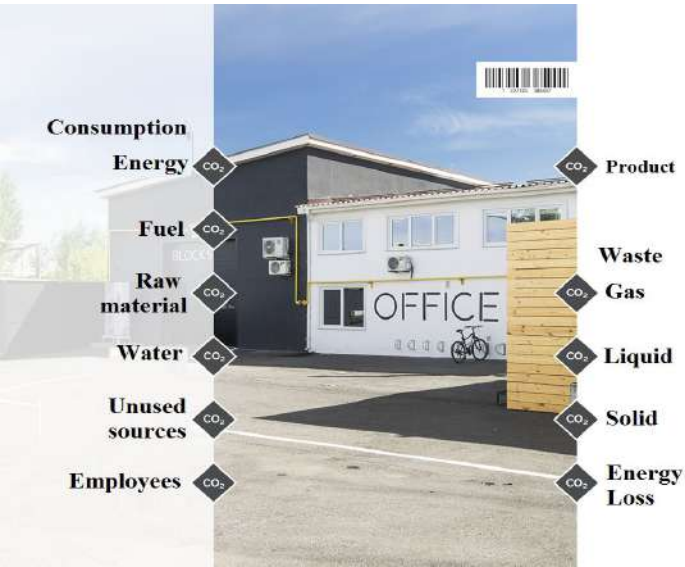 Consumption
Energy CO₂
Fuel CO₂
Raw
material CO₂
Water CO₂
Unused
sources CO₂
Employees CO₂
BLOCKS
OFFICE
CO₂ Product
Waste
CO₂ Gas
CO₂ Liquid
CO₂ Solid
CO₂ Energy
Loss